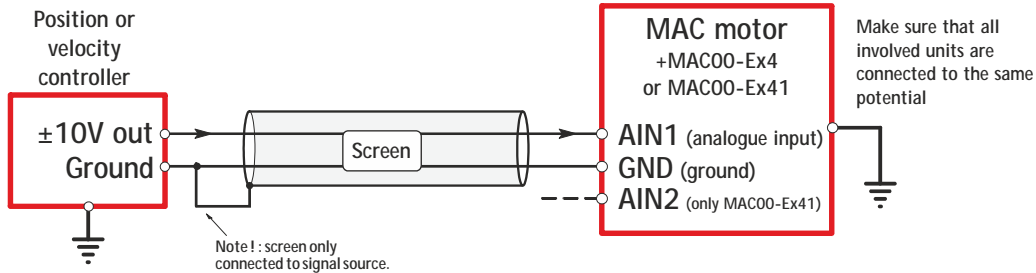 Position or
velocity
controller
±10V out
Ground
Screen
Note! : screen only
connected to signal source.
MAC motor
+MAC00-Ex4
or MAC00-Ex41
AIN1 (analogue input)
GND (ground)
AIN2 (only MAC00-Ex41)
Make sure that all
involved units are
connected to the same
potential